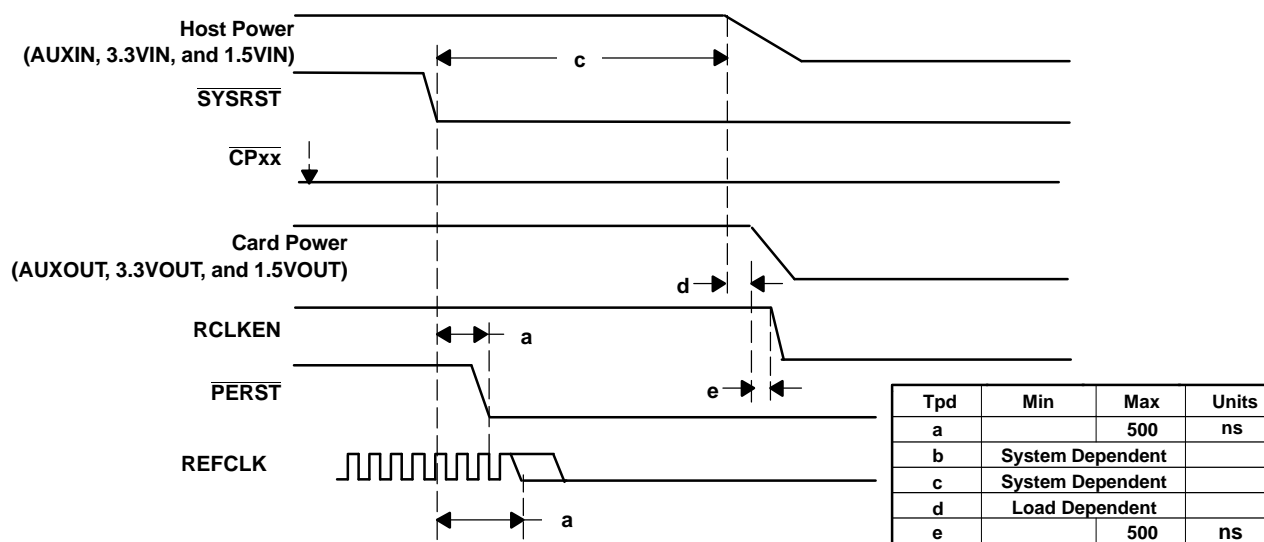 Host Power
(AUXIN, 3.3VIN, and 1.5VIN)
c
SYSRST
CPxx
Card Power
(AUXOUT, 3.3VOUT, and 1.5VOUT)
d
RCLKEN
a
PERST
e
REFCLK
a
Tpd Min Max Units
a 500 ns
b System Dependent
c System Dependent
d Load Dependent
e 500 ns